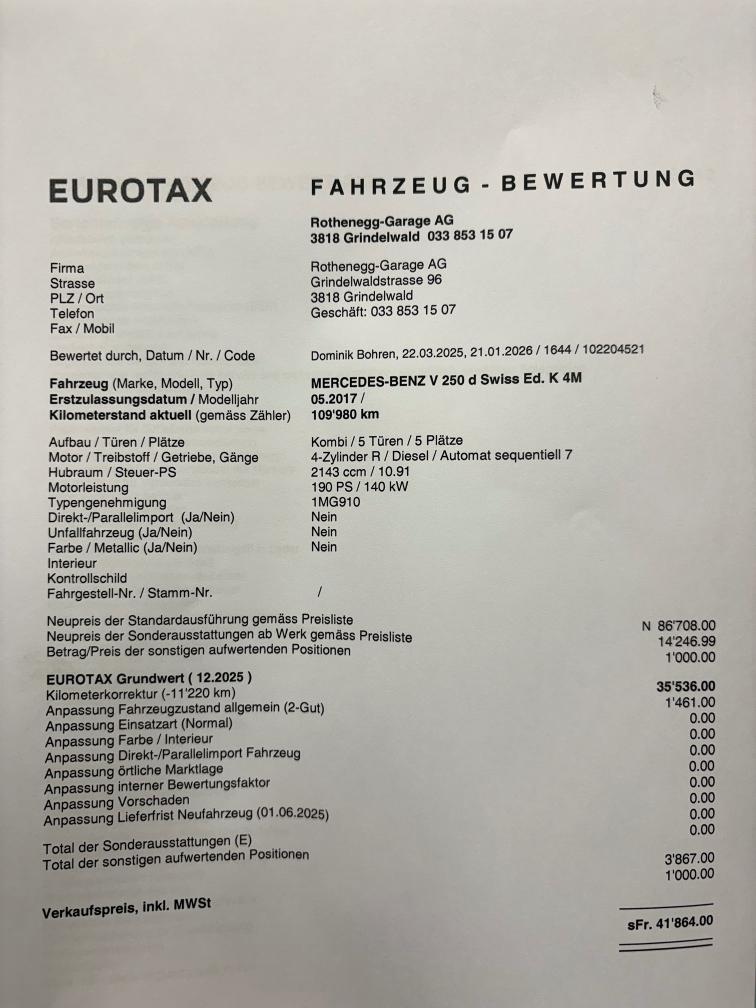 EUROTAX FAHRZEUG - BEWERTUNG
Rothenegg-Garage AG
3818 Grindelwald 033 853 15 07
Firma Rothenegg-Garage AG
Strasse Grindelwaldstrasse 96
PLZ / Ort 3818 Grindelwald
Telefon Geschäft: 033 853 15 07
Fax / Mobil
Bewertet durch, Datum / Nr. / Code Dominik Bohren, 22.03.2025, 21.01.2026 / 1644 / 102204521
Fahrzeug (Marke, Modell, Typ) MERCEDES-BENZ V 250 d Swiss Ed. K 4M
Erstzulassungsdatum / Modelljahr 05.2017 /
Kilometerstand aktuell (gemäss Zähler) 109'980 km
Aufbau / Türen / Plätze Kombi / 5 Türen / 5 Plätze
Motor / Treibstoff / Getriebe, Gänge 4-Zylinder R / Diesel / Automat sequentiell 7
Hubraum / Steuer-PS 2143 ccm / 10.91
Motorleistung 190 PS / 140 kW
Typengenehmigung 1MG910
Direkt-/Parallelimport (Ja/Nein) Nein
Unfallfahrzeug (Ja/Nein) Nein
Farbe / Metallic (Ja/Nein) Nein
Interieur
Kontrollschild
Fahrgestell-Nr. / Stamm-Nr. /
Neupreis der Standardausführung gemäss Preisliste N 86'708.00
Neupreis der Sonderausstattungen ab Werk gemäss Preisliste 14'246.99
Betrag/Preis der sonstigen aufwertenden Positionen 1'000.00
EUROTAX Grundwert ( 12.2025 ) 35'536.00
Kilometerkorrektur (-11'220 km) 1'461.00
Anpassung Fahrzeugzustand allgemein (2-Gut) 0.00
Anpassung Einsatzart (Normal) 0.00
Anpassung Farbe / Interieur 0.00
Anpassung Direkt-/Parallelimport Fahrzeug 0.00
Anpassung örtliche Marktlage 0.00
Anpassung interner Bewertungsfaktor 0.00
Anpassung Vorschaden 0.00
Anpassung Lieferfrist Neufahrzeug (01.06.2025) 0.00
Total der Sonderausstattungen (E) 3'867.00
Total der sonstigen aufwertenden Positionen 1'000.00
Verkaufspreis, inkl. MWSt sFr. 41'864.00